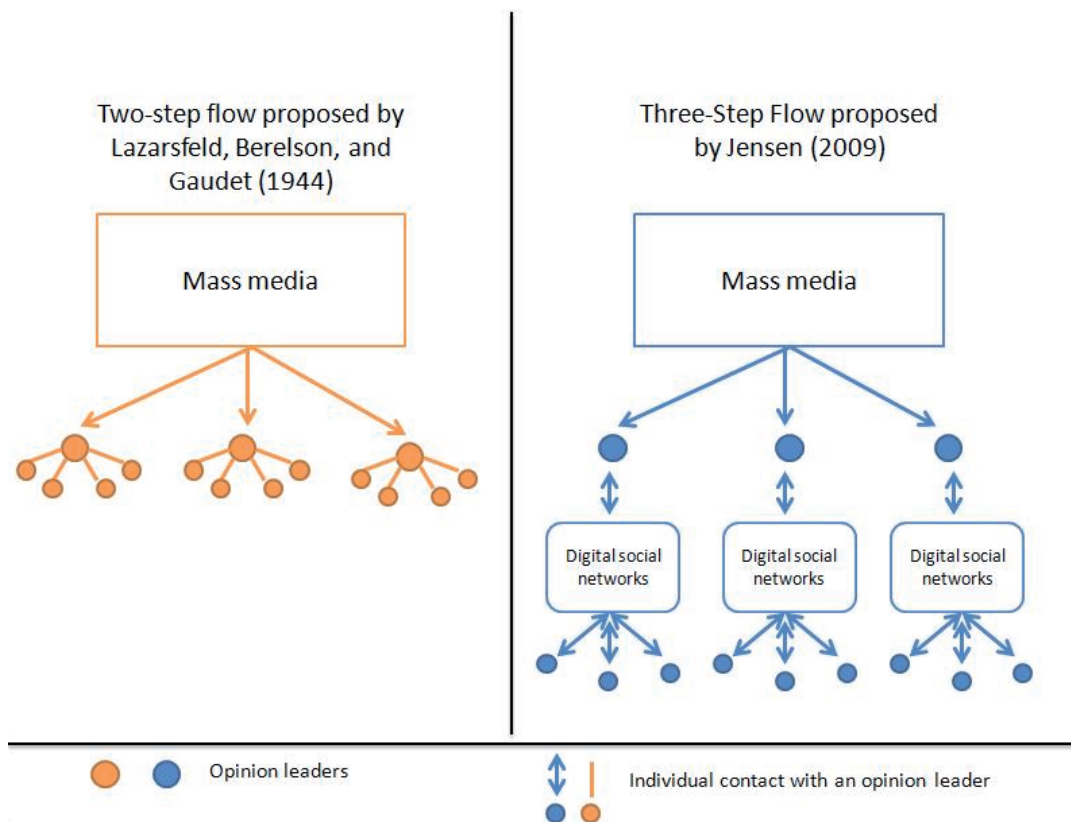 Two-step flow proposed by
Lazarsfeld, Berelson, and
Gaudet (1944)
Mass media
Three-Step Flow proposed
by Jensen (2009)
Mass media
Digital social
networks
Digital social
networks
Digital social
networks
Opinion leaders
Individual contact with an opinion leader